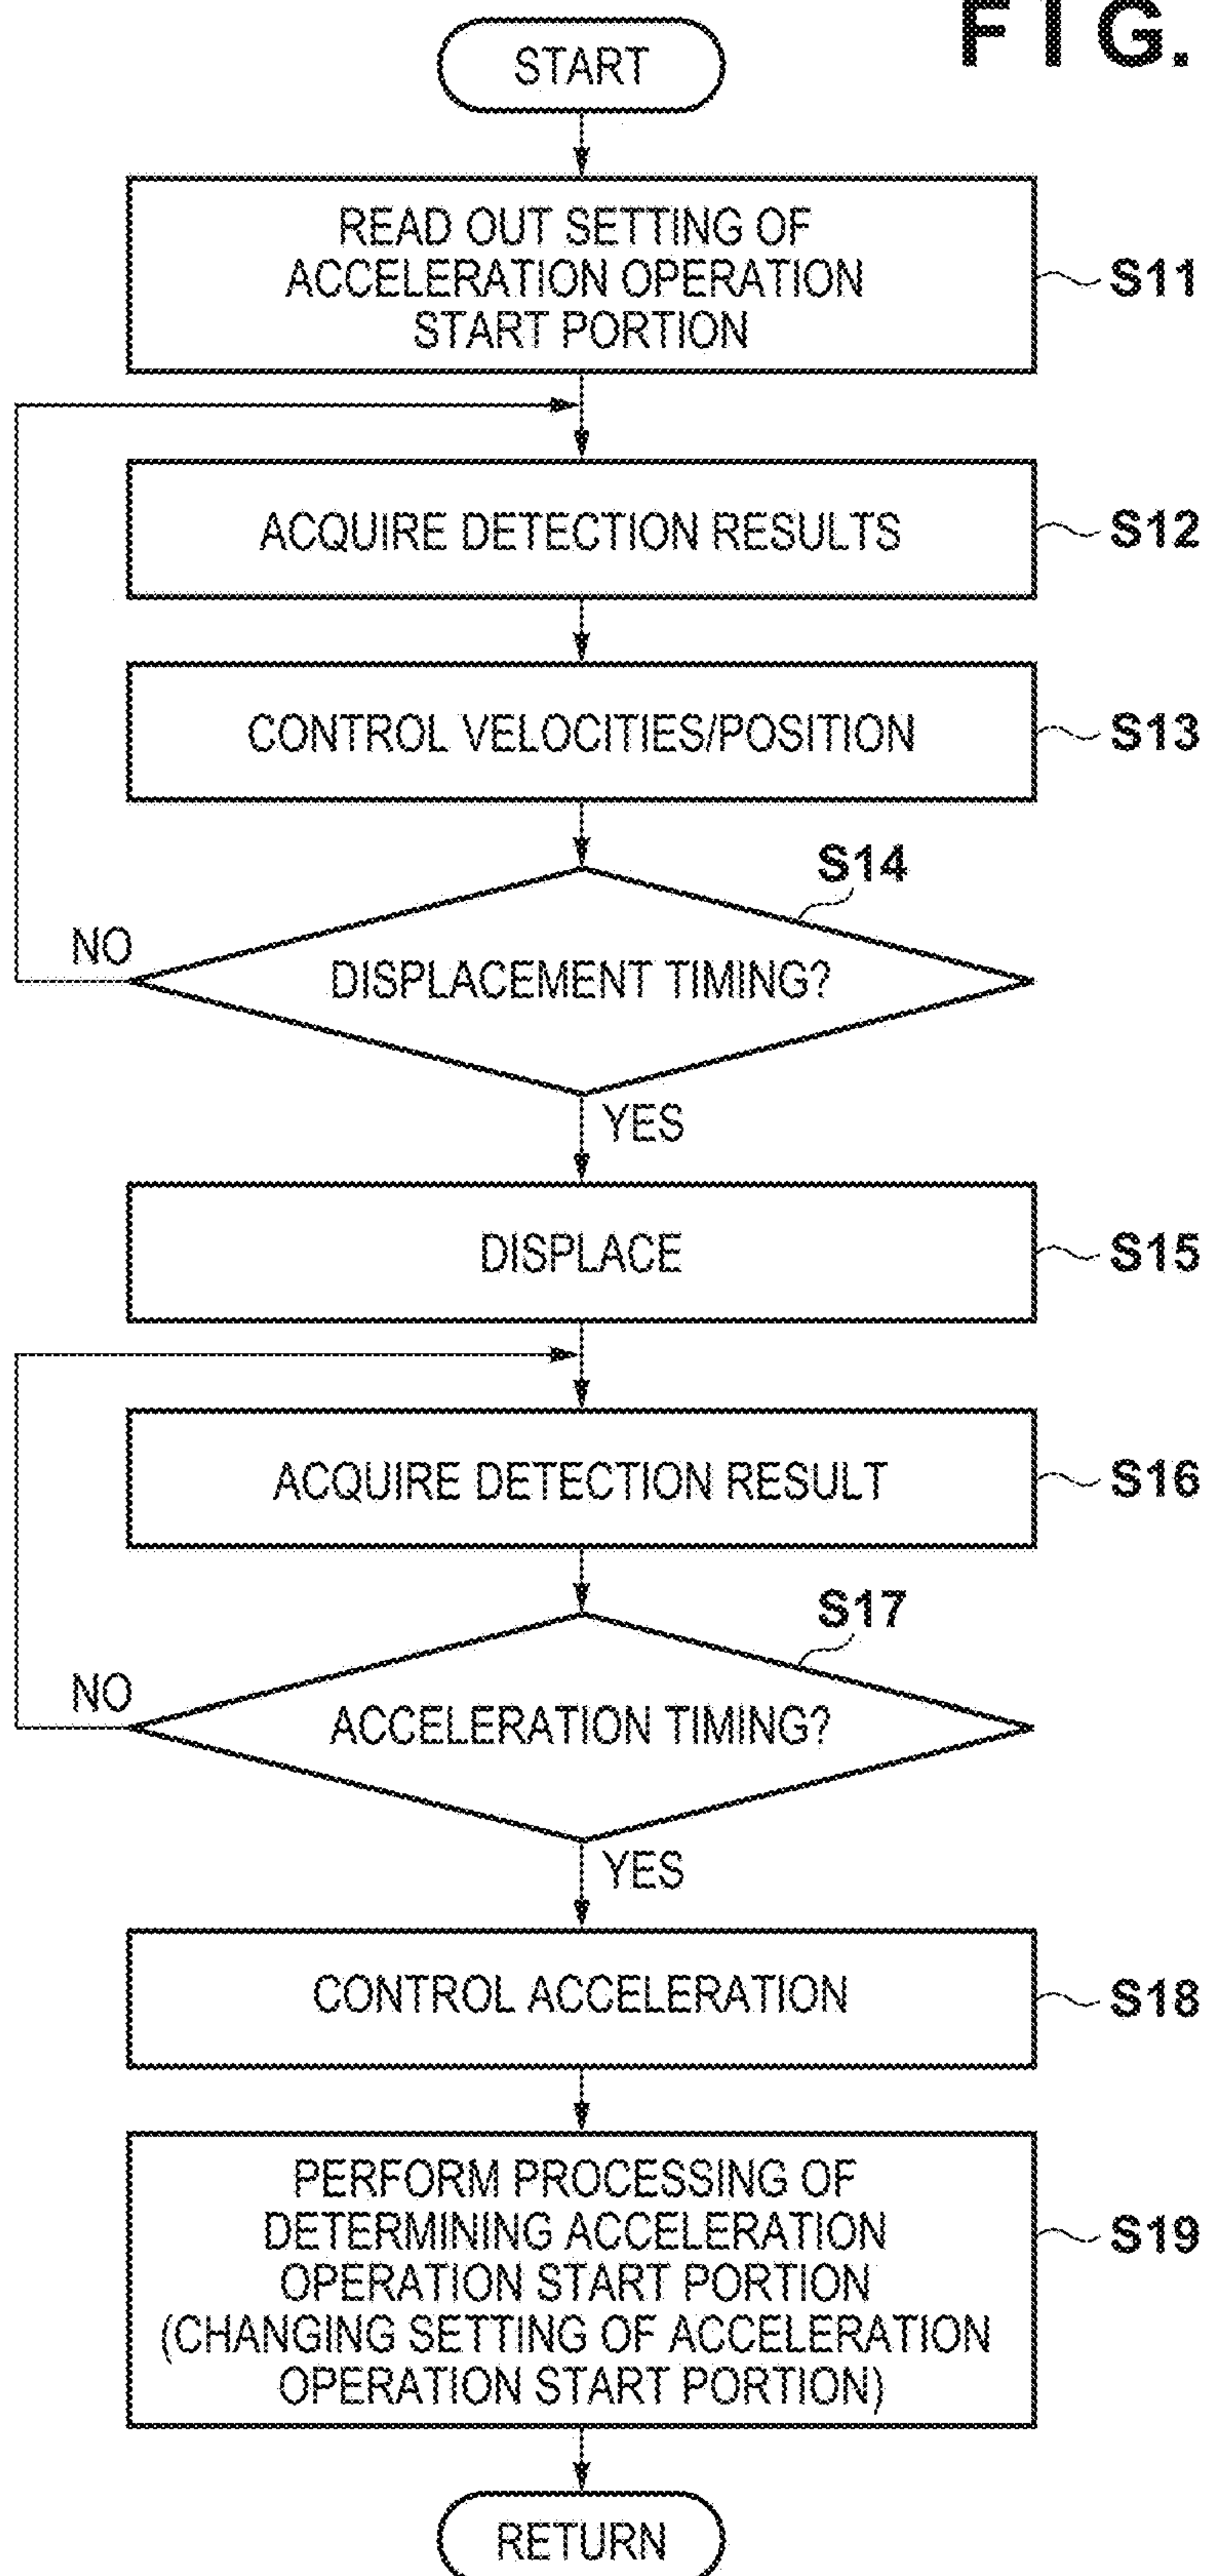 FIG.
START
READ OUT SETTING OF
ACCELERATION OPERATION
START PORTION
S11
ACQUIRE DETECTION RESULTS
S12
CONTROL VELOCITIES/POSITION
S13
S14
NO
DISPLACEMENT TIMING?
YES
DISPLACE
S15
ACQUIRE DETECTION RESULT
S16
S17
NO
ACCELERATION TIMING?
YES
CONTROL ACCELERATION
S18
PERFORM PROCESSING OF
DETERMINING ACCELERATION
OPERATION START PORTION
(CHANGING SETTING OF ACCELERATION
OPERATION START PORTION)
S19
RETURN